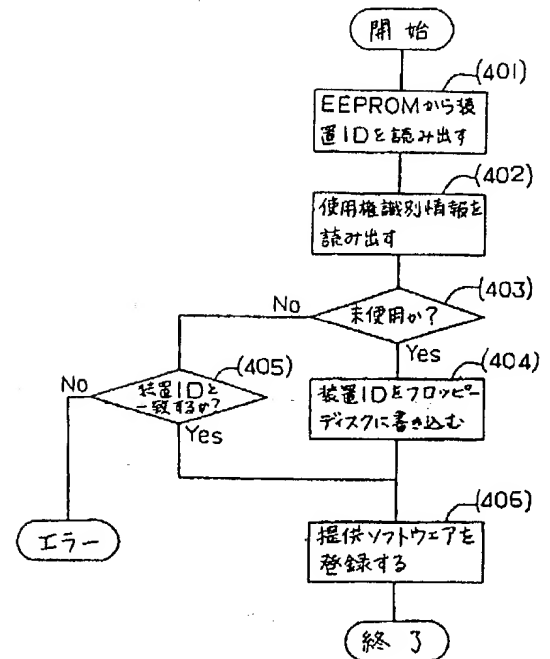 開始
(401)
EEPROMから装
置IDを読み出す
(402)
使用権識別情報を
読み出す
(403)
未使用か?
No
Yes
(405)
装置IDと
一致するか?
No
Yes
(404)
装置IDをフロッピー
ディスクに書き込む
エラー
(406)
提供ソフトウェアを
登録する
終了